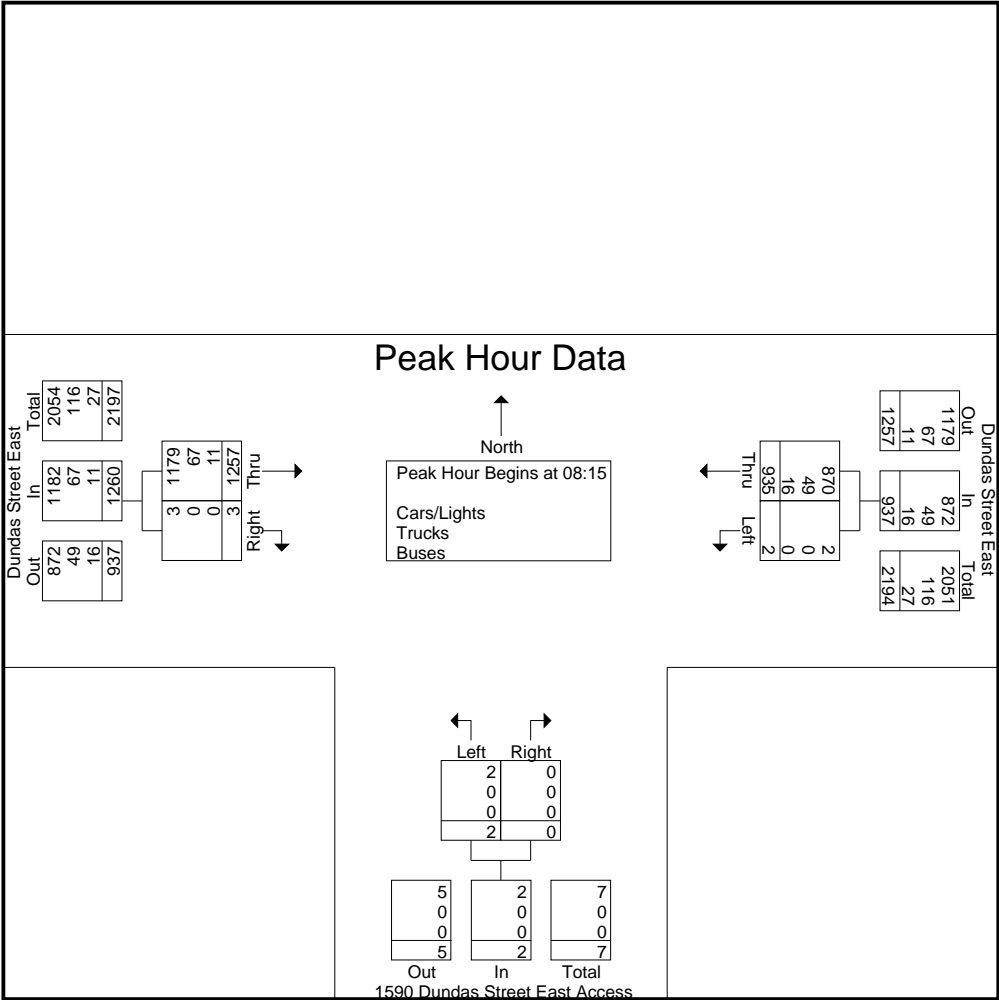 Peak Hour Data
North
Peak Hour Begins at 08:15
Cars/Lights
Trucks
Buses
Dundas Street East
Total
2054
116
27
2197
In
1182
67
11
1260
Out
872
49
16
937
Thru
1179
67
11
1257
Right
3
0
0
3
Dundas Street East
Out
1179
67
11
1257
In
872
49
16
937
Total
2051
116
27
2194
Thru
870
49
16
935
Left
2
0
0
2
Left Right
2 0
0 0
0 0
2 0
5 2 7
0 0 0
0 0 0
5 2 7
Out In Total
1590 Dundas Street East Access